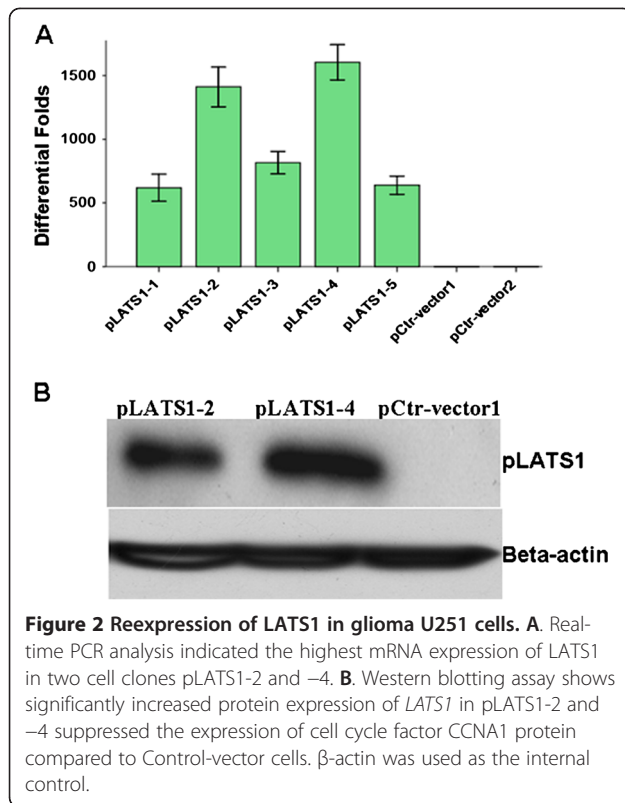 A
Differential Folds
1500
1000
500
0
pLATS1-1
pLATS1-2
pLATS1-3
pLATS1-4
pLATS1-5
pCtr-vector1
pCtr-vector2
B
pLATS1-2 pLATS1-4 pCtr-vector1
pLATS1
Beta-actin
Figure 2 Reexpression of LATS1 in glioma U251 cells. A. Real-
time PCR analysis indicated the highest mRNA expression of LATS1
in two cell clones pLATS1-2 and −4. B. Western blotting assay shows
significantly increased protein expression of LATS1 in pLATS1-2 and
−4 suppressed the expression of cell cycle factor CCNA1 protein
compared to Control-vector cells. β-actin was used as the internal
control.